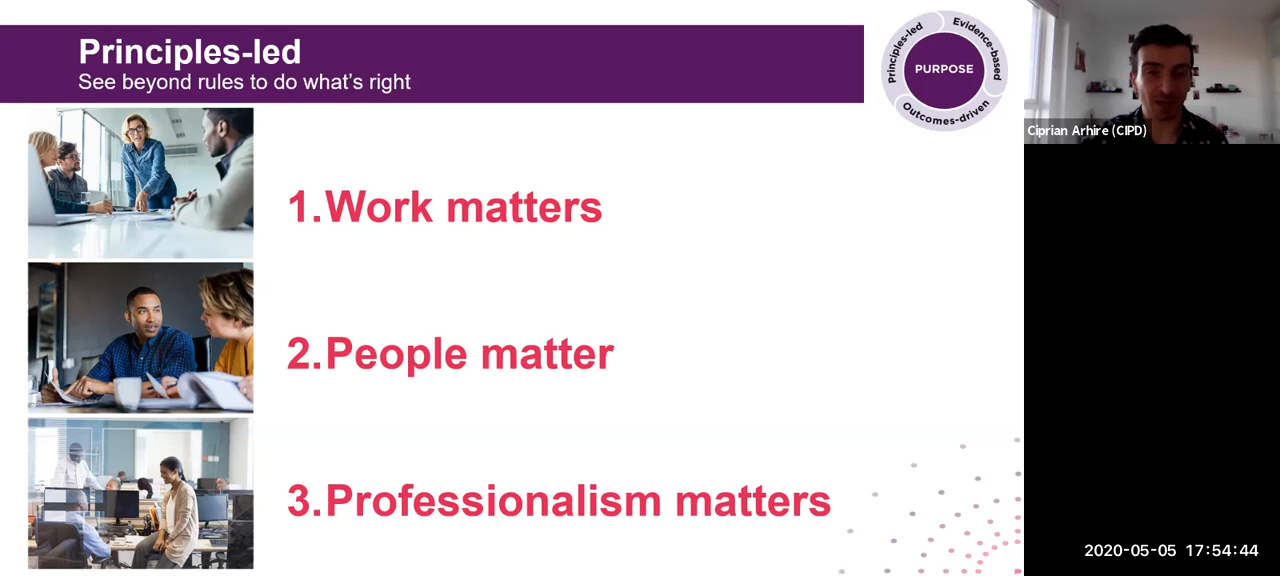 Principles-led
See beyond rules to do what's right
Principles-led
Evidence-based
PURPOSE
Outcomes-driven
Ciprian Arhire (CIPD)
1.Work matters
2.People matter
3.Professionalism matters
2020-05-05 17:54:44